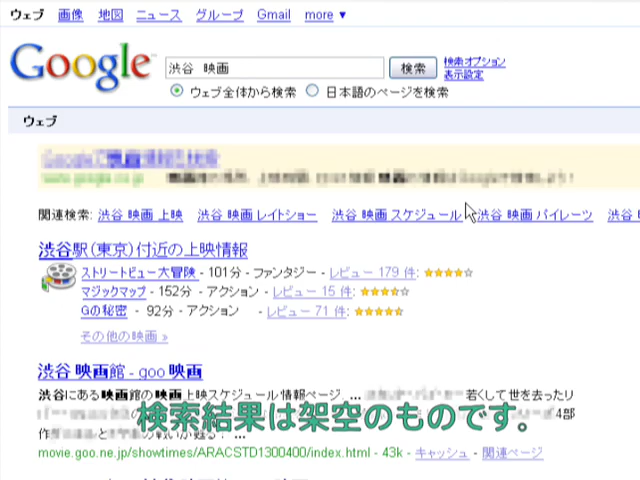 ウェブ 画像 地図 ニュース グループ Gmail more ▼
Google 渋谷 映画 検索 検索オプション
表示設定
ウェブ全体から検索 日本語のページを検索
ウェブ
関連検索: 渋谷 映画 上映 渋谷 映画 レイトショー 渋谷 映画 スケジュール 渋谷 映画 パイレーツ 渋谷
渋谷駅(東京)付近の上映情報
ストリートビュー大冒険 - 101分 - ファンタジー - レビュー 179 件:
マジックマップ - 152分 - アクション - レビュー 15 件:
Gの秘密 - 92分 - アクション - レビュー 71 件:
その他の映画 »
渋谷 映画館 - goo 映画
渋谷にある映画館の映画上映スケジュール情報ページ ... 若くして世を去ったリ
検索結果は架空のものです。
4部
作
movie.goo.ne.jp/showtimes/ARACSTD1300400/index.html - 43k - キャッシュ - 関連ページ